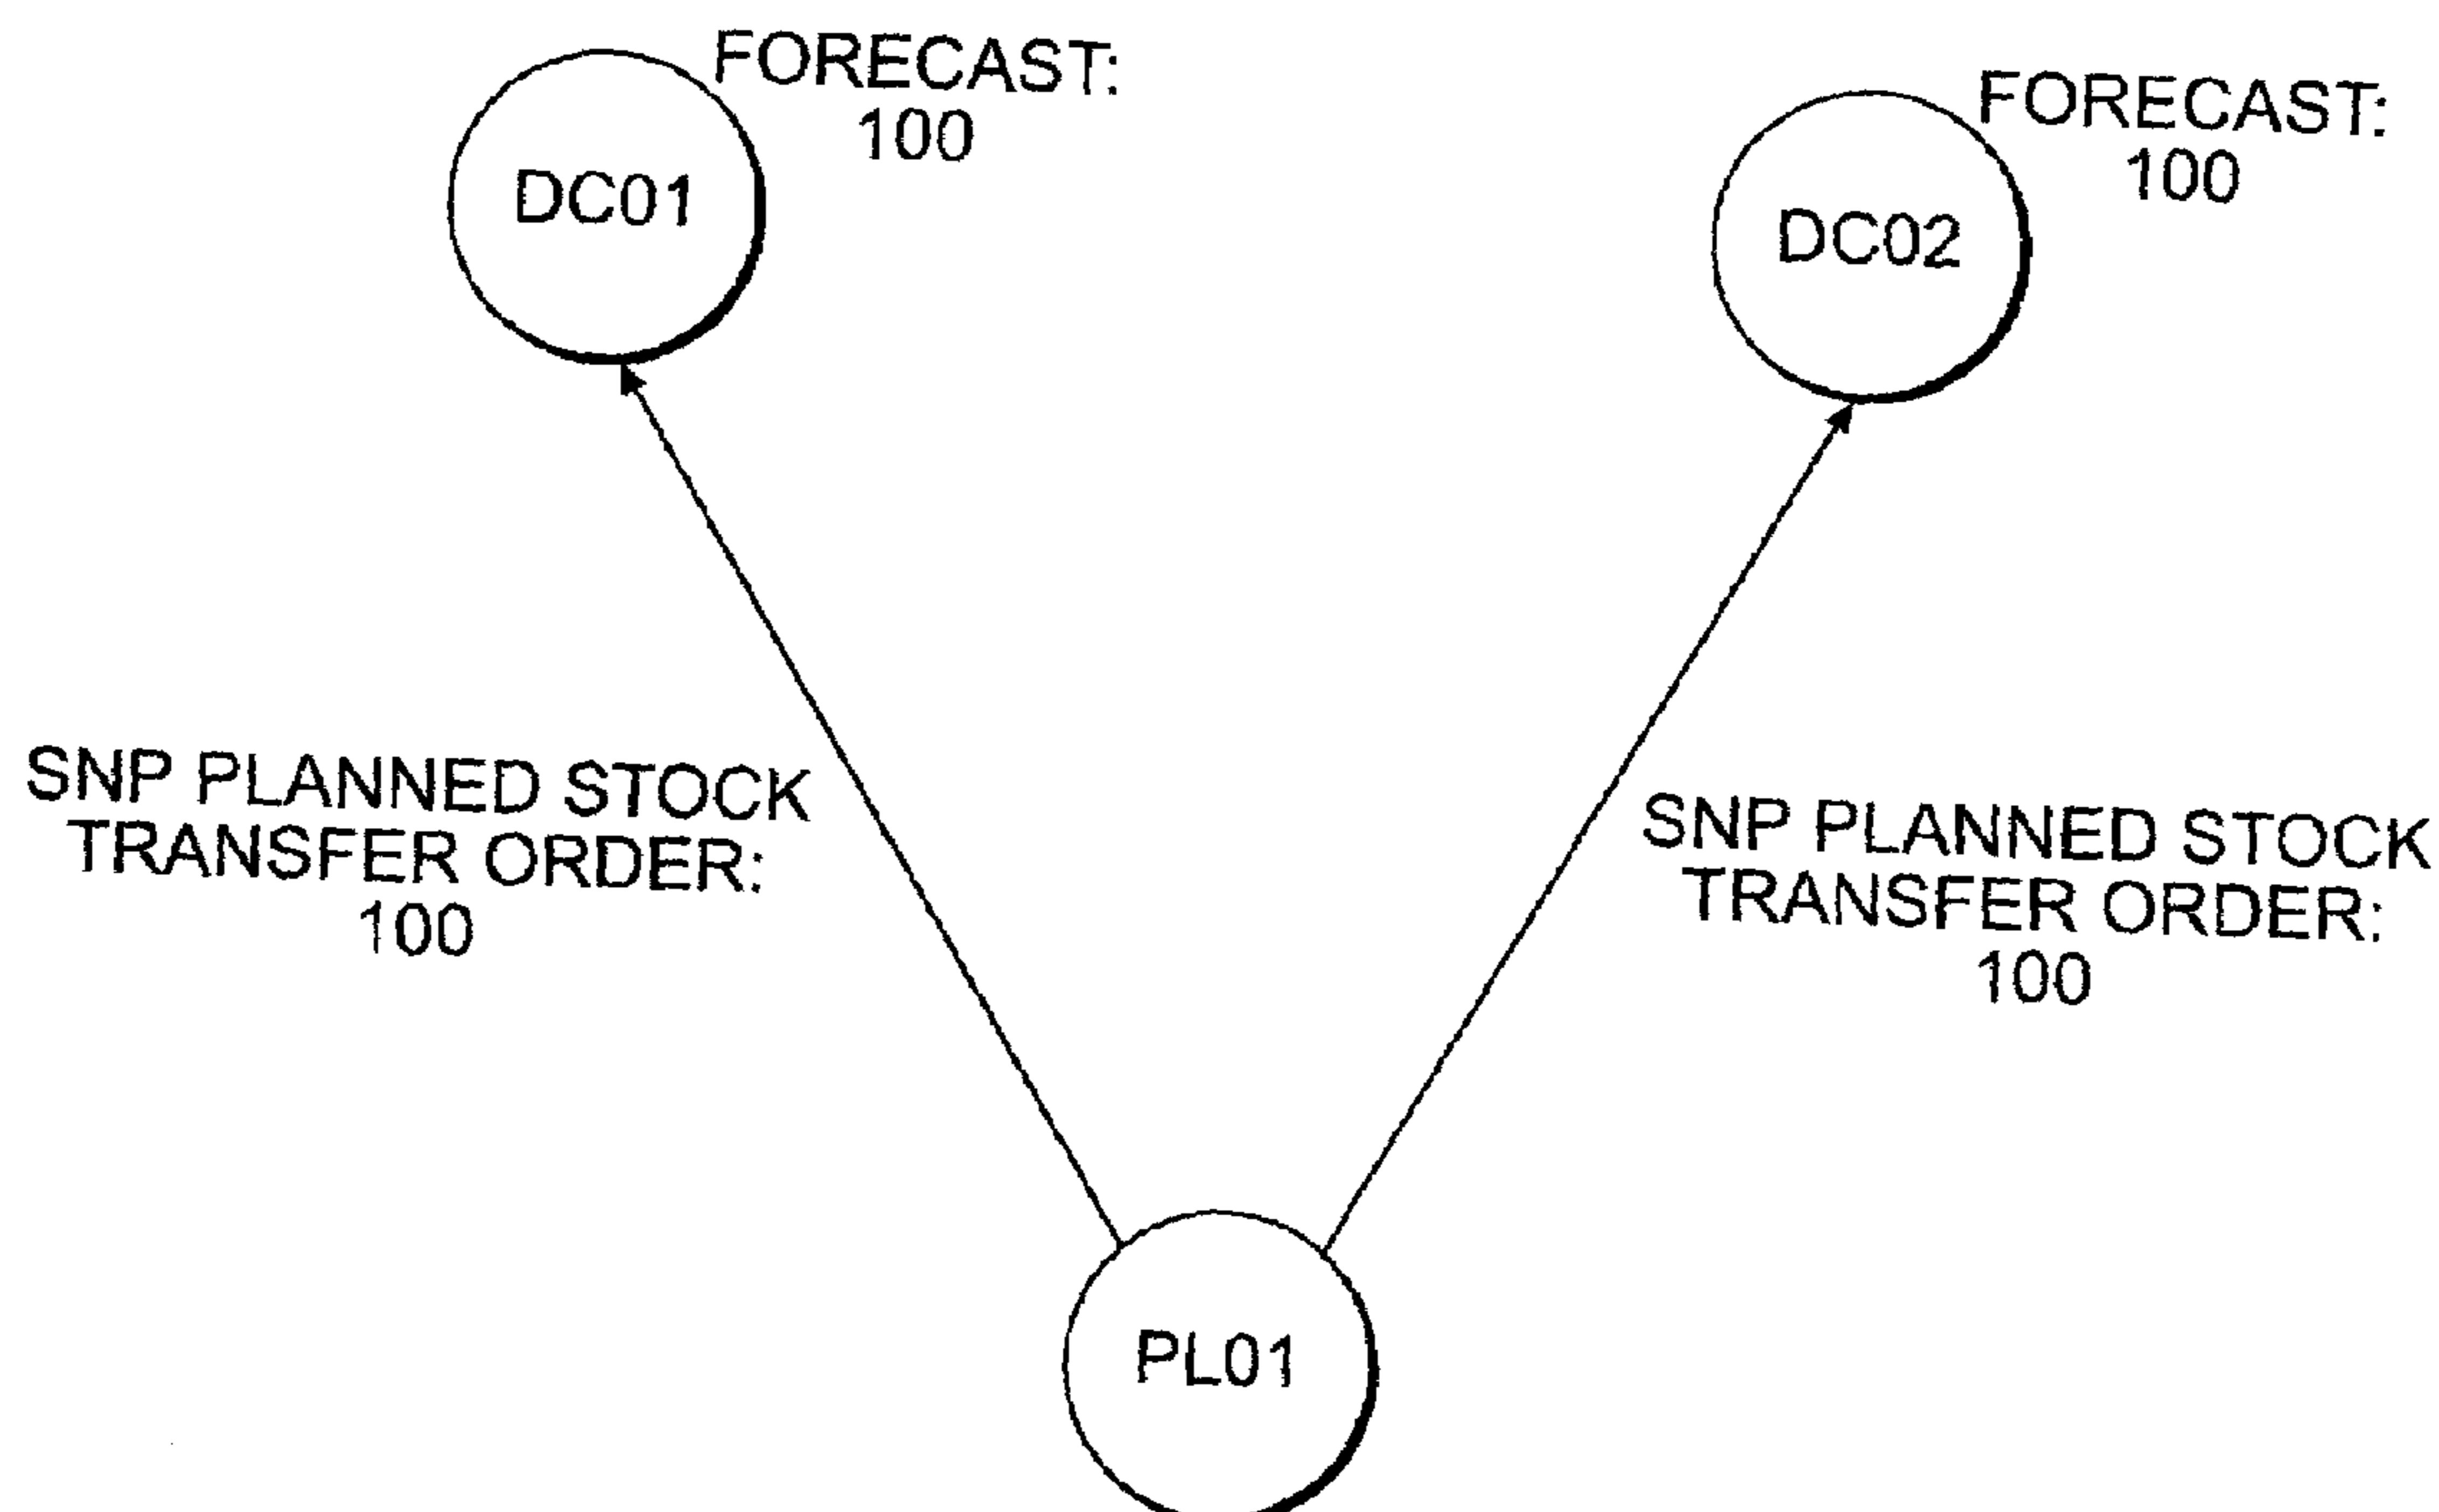 FORECAST:
100
DC01
FORECAST:
100
DC02
SNP PLANNED STOCK
TRANSFER ORDER:
100
SNP PLANNED STOCK
TRANSFER ORDER:
100
PL01